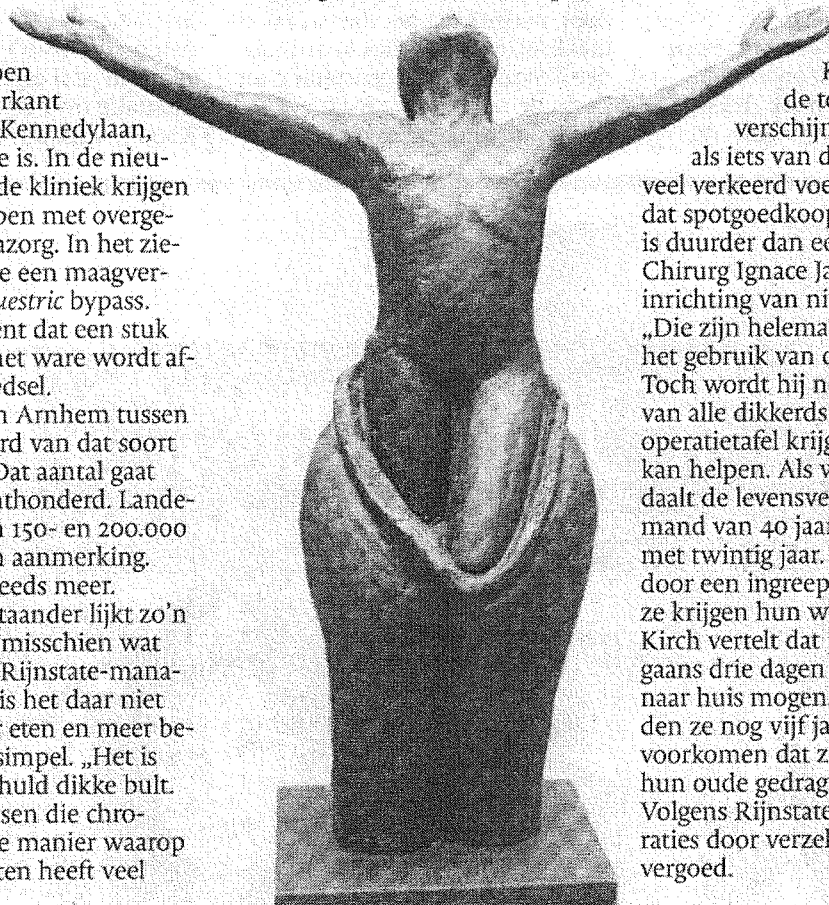 rkant
Kennedylaan,
e is. In de nieu-
de kliniek krijgen
pen met overge-
azorg. In het zie-
e een maagver-
uestric bypass.
ent dat een stuk
net ware wordt af-
edsel.
n Arnhem tussen
rd van dat soort
Dat aantal gaat
nthonderd. Lande-
n 150- en 200.000
n aanmerking.
eeds meer.
taander lijkt zo'n
misschien wat
Rijnstate-mana-
is het daar niet
r eten en meer be-
simpel. „Het is
huld dikke bult.
sen die chro-
e manier waarop
ten heeft veel
de to
verschijn
als iets van d
veel verkeerd voe
dat spotgoedkoop
is duurder dan ee
Chirurg Ignace Ja
inrichting van ni
„Die zijn helema
het gebruik van d
Toch wordt hij n
van alle dikkerds
operatietafel krijg
kan helpen. Als v
daalt de levensve
mand van 40 jaar
met twintig jaar.
door een ingreep
ze krijgen hun w
Kirch vertelt dat
gaans drie dagen
naar huis mogen
den ze nog vijf ja
voorkomen dat z
hun oude gedrag
Volgens Rijnstate
raties door verzek
vergoed.